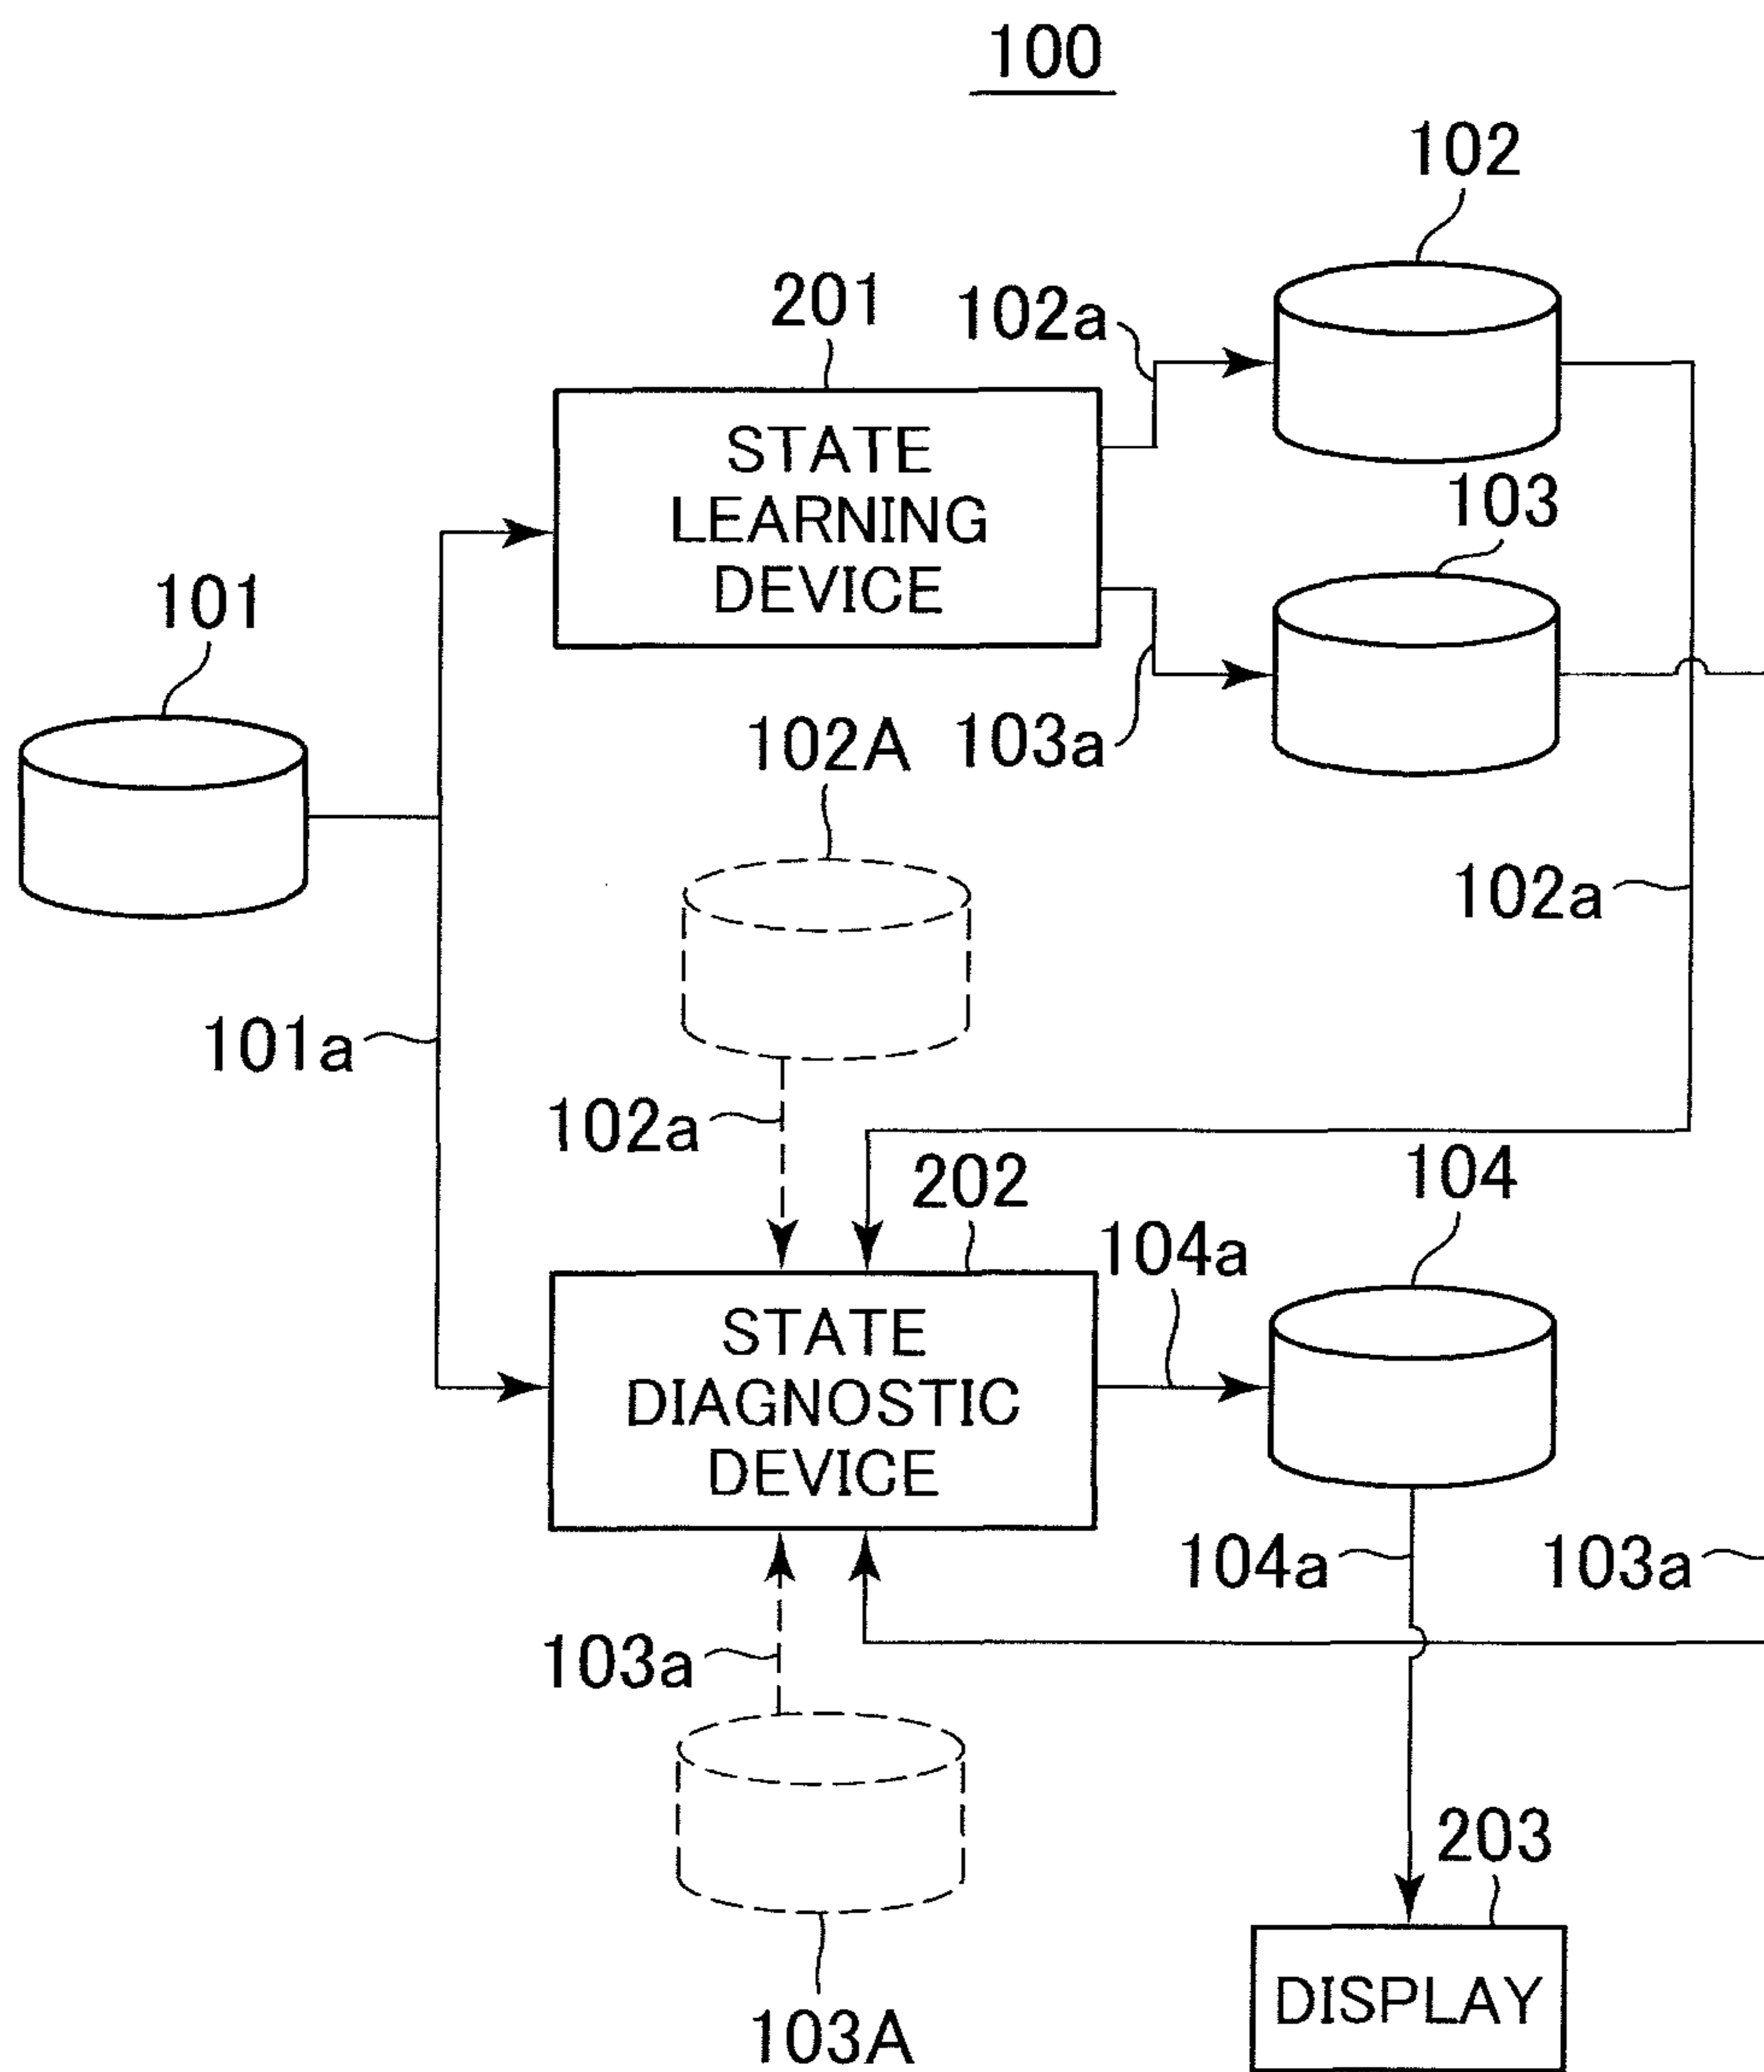 100
102
201
102a
STATE
LEARNING
DEVICE
103
101
102A
103a
102a
101a
102a
202
104
104a
STATE
DIAGNOSTIC
DEVICE
104a
103a
103a
203
DISPLAY
103A